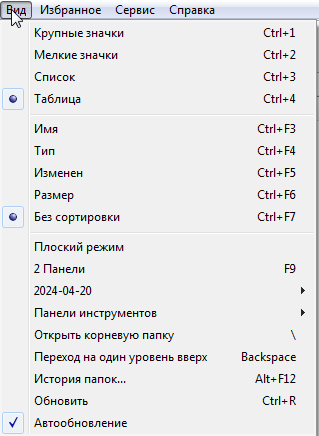 Вид Избранное Сервис Справка
Крупные значки Ctrl+1
Мелкие значки Ctrl+2
Список Ctrl+3
Таблица Ctrl+4
Имя Ctrl+F3
Тип Ctrl+F4
Изменен Ctrl+F5
Размер Ctrl+F6
Без сортировки Ctrl+F7
Плоский режим
2 Панели F9
2024-04-20
Панели инструментов
Открыть корневую папку \
Переход на один уровень вверх Backspace
История папок... Alt+F12
Обновить Ctrl+R
Автообновление